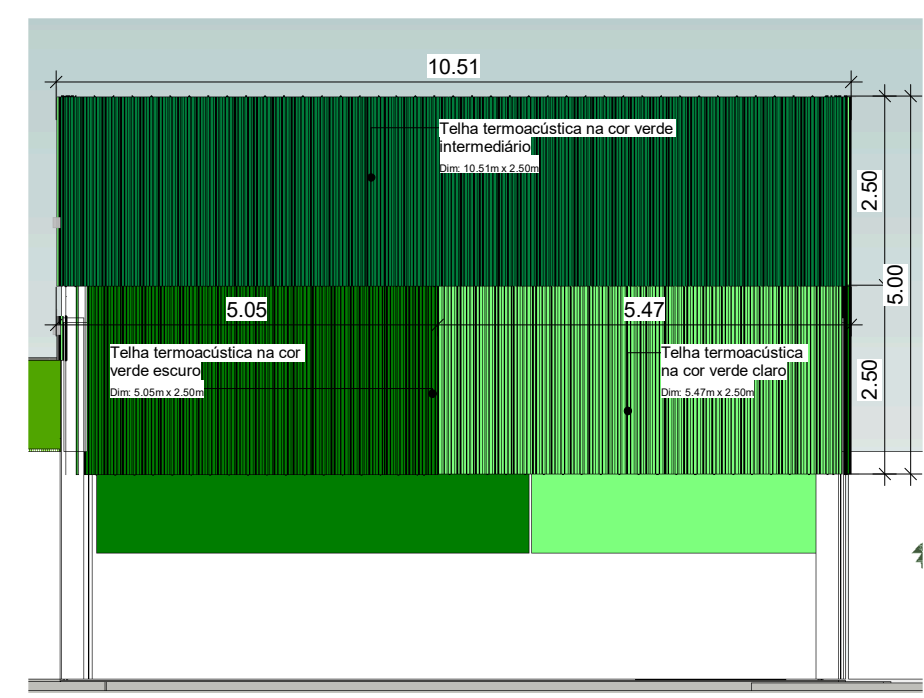 10.51
Telha termoacústica na cor verde
intermediário
Dim: 10.51m x 2.50m
2.50
5.00
5.05
5.47
Telha termoacústica na cor
verde escuro
Dim: 5.05m x 2.50m
Telha termoacústica
na cor verde claro
Dim: 5.47m x 2.50m
2.50